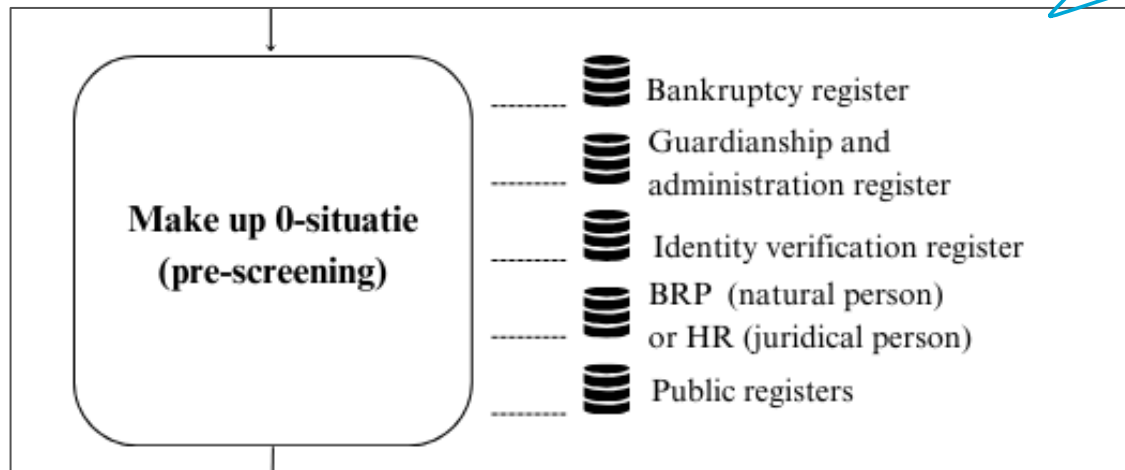 Make up 0-situatie
(pre-screening)
Bankruptcy register
Guardianship and
administration register
Identity verification register
BRP (natural person)
or HR (juridical person)
Public registers